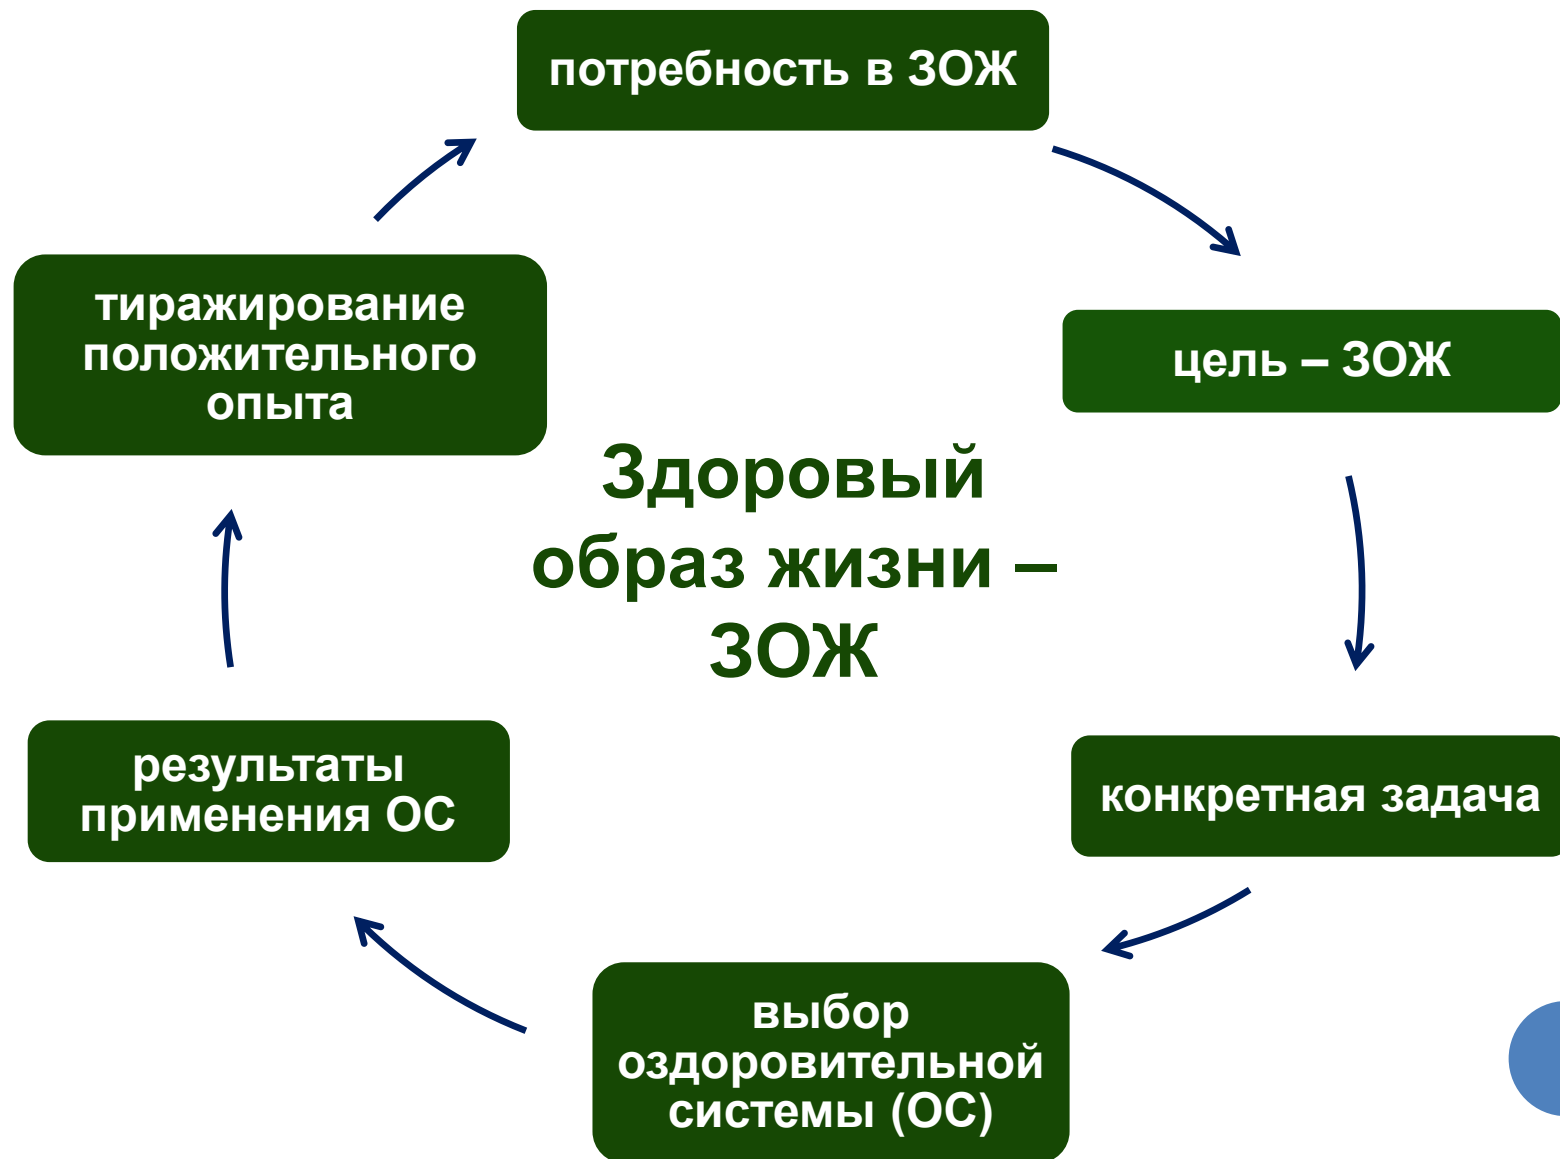 потребность в ЗОЖ
цель – ЗОЖ
конкретная задача
выбор
оздоровительной
системы (ОС)
результаты
применения ОС
тиражирование
положительного
опыта
Здоровый
образ жизни –
ЗОЖ